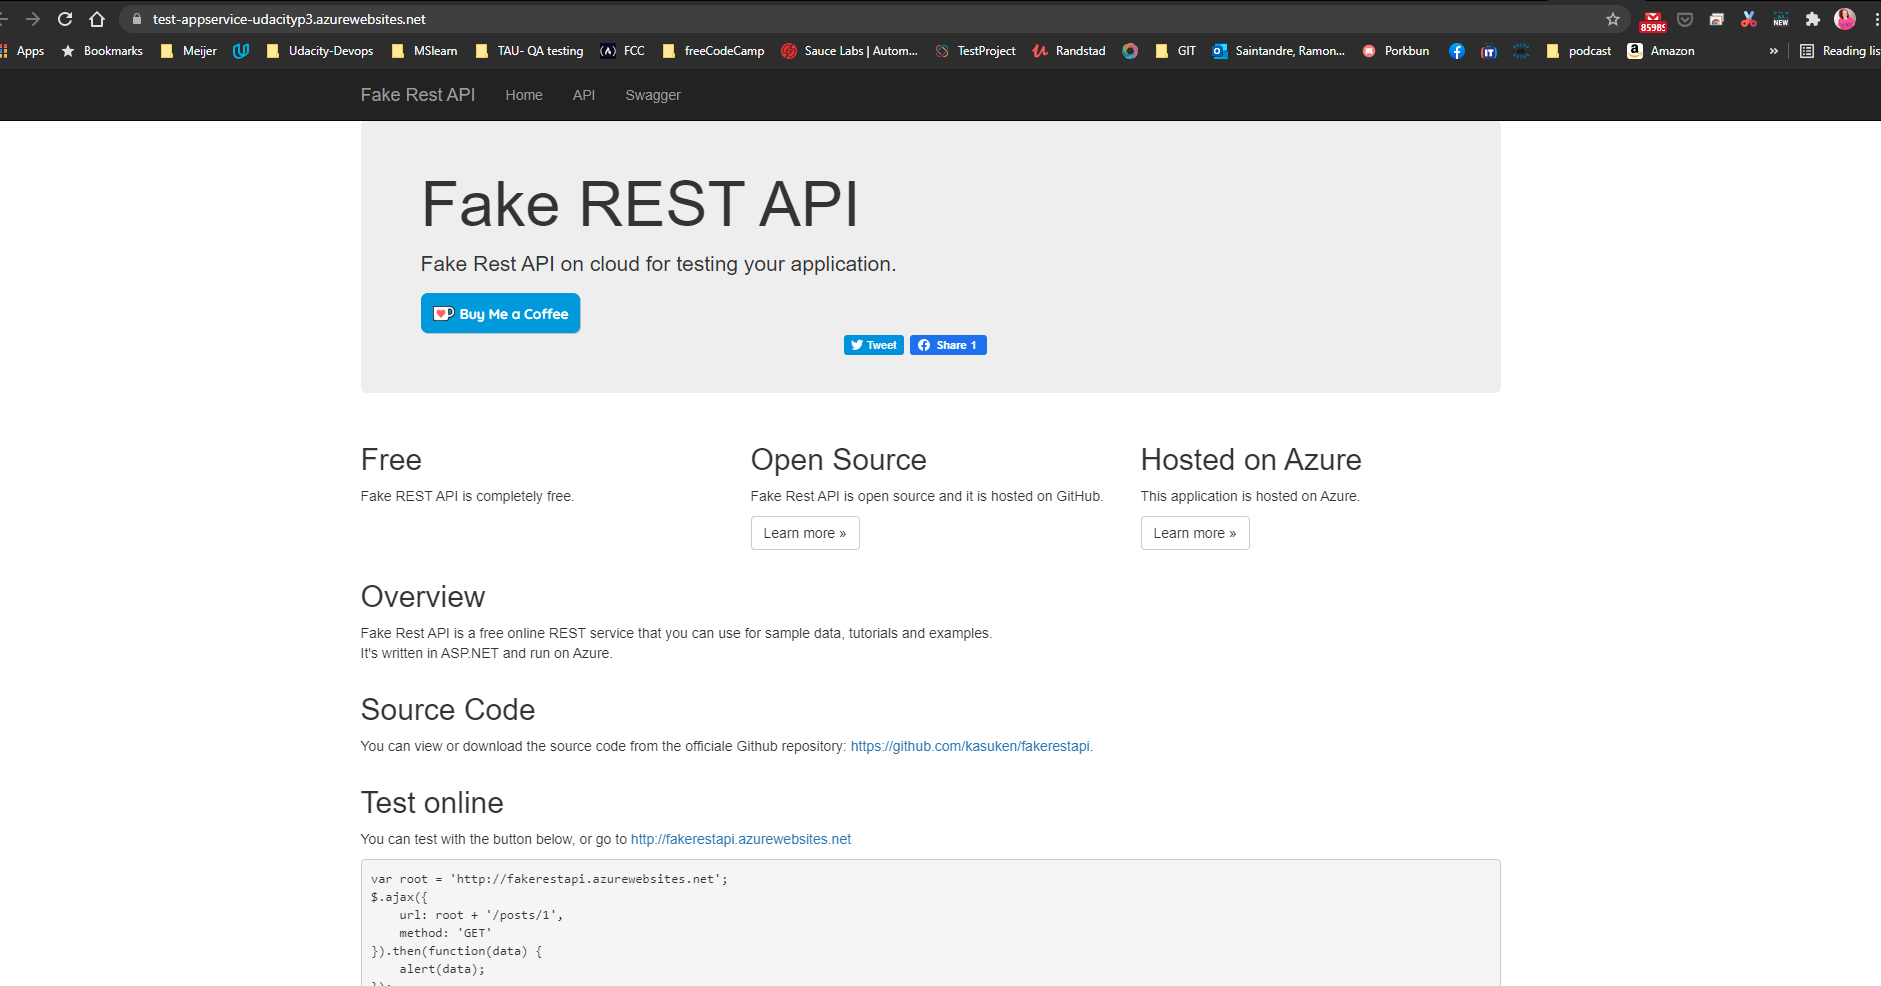 test-appservice-udacityp3.azurewebsites.net
85985
NEW
Apps Bookmarks Meijer Udacity-Devops MSlearn TAU- QA testing FCC freeCodeCamp Sauce Labs | Autom... TestProject Randstad GIT Saintandre, Ramon... Porkbun IT podcast Amazon » Reading lis
Fake Rest API Home API Swagger
Fake REST API
Fake Rest API on cloud for testing your application.
Buy Me a Coffee
Tweet Share 1
Free
Fake REST API is completely free.
Open Source
Fake Rest API is open source and it is hosted on GitHub.
Learn more »
Hosted on Azure
This application is hosted on Azure.
Learn more »
Overview
Fake Rest API is a free online REST service that you can use for sample data, tutorials and examples.
It's written in ASP.NET and run on Azure.
Source Code
You can view or download the source code from the officiale Github repository: https://github.com/kasuken/fakerestapi.
Test online
You can test with the button below, or go to http://fakerestapi.azurewebsites.net
var root = 'http://fakerestapi.azurewebsites.net';
$.ajax({
url: root + '/posts/1',
method: 'GET'
}).then(function(data) {
alert(data);
});